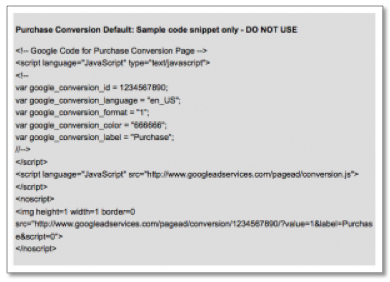 Purchase Conversion Default: Sample code snippet only - DO NOT USE
<!-- Google Code for Purchase Conversion Page -->
<script language="JavaScript" type="text/javascript">
<!--
var google_conversion_id = 1234567890;
var google_conversion_language = "en_US";
var google_conversion_format = "1";
var google_conversion_color = "666666";
var google_conversion_label = "Purchase";
//-->
</script>
<script language="JavaScript" src="http://www.googleadservices.com/pagead/conversion.js">
</script>
<noscript>
<img height=1 width=1 border=0
src="http://www.googleadservices.com/pagead/conversion/1234567890/?value=1&label=Purchas
e&script=0">
</noscript>